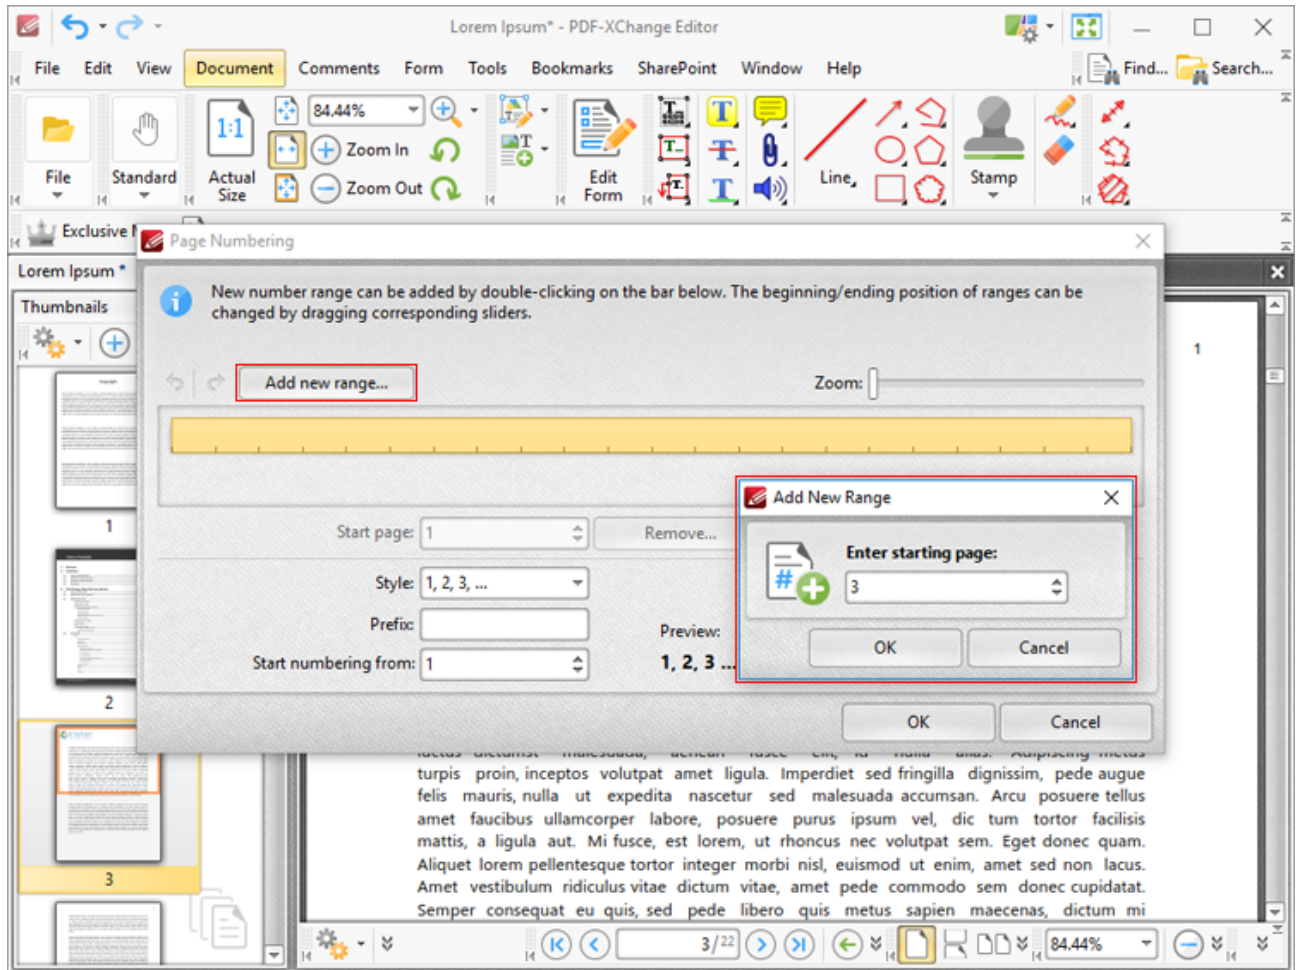 Lorem Ipsum* - PDF-XChange Editor
File Edit View Document Comments Form Tools Bookmarks SharePoint Window Help Find... Search...
84.44%
1:1
Zoom In
File Standard Actual Size Zoom Out Edit Form Line Stamp
Exclusive
Page Numbering
Lorem Ipsum *
Thumbnails
New number range can be added by double-clicking on the bar below. The beginning/ending position of ranges can be
changed by dragging corresponding sliders.
1
Add new range... Zoom:
Add New Range
Start page: 1 Remove...
Enter starting page:
3
Style: 1, 2, 3, ...
Prefix:
Preview:
OK Cancel
Start numbering from: 1 1, 2, 3 ...
OK Cancel
1
2
3
turpis proin, inceptos volutpat amet ligula. Imperdiet sed fringilla dignissim, pede augue
felis mauris, nulla ut expedita nascetur sed malesuada accumsan. Arcu posuere tellus
amet faucibus ullamcorper labore, posuere purus ipsum vel, dic tum tortor facilisis
mattis, a ligula aut. Mi fusce, est lorem, ut rhoncus nec volutpat sem. Eget donec quam.
Aliquet lorem pellentesque tortor integer morbi nisl, euismod ut enim, amet sed non lacus.
Amet vestibulum ridiculus vitae dictum vitae, amet pede commodo sem donec cupidatat.
Semper consequat eu quis, sed pede libero quis metus sapien maecenas, dictum mi
3/22 84.44%